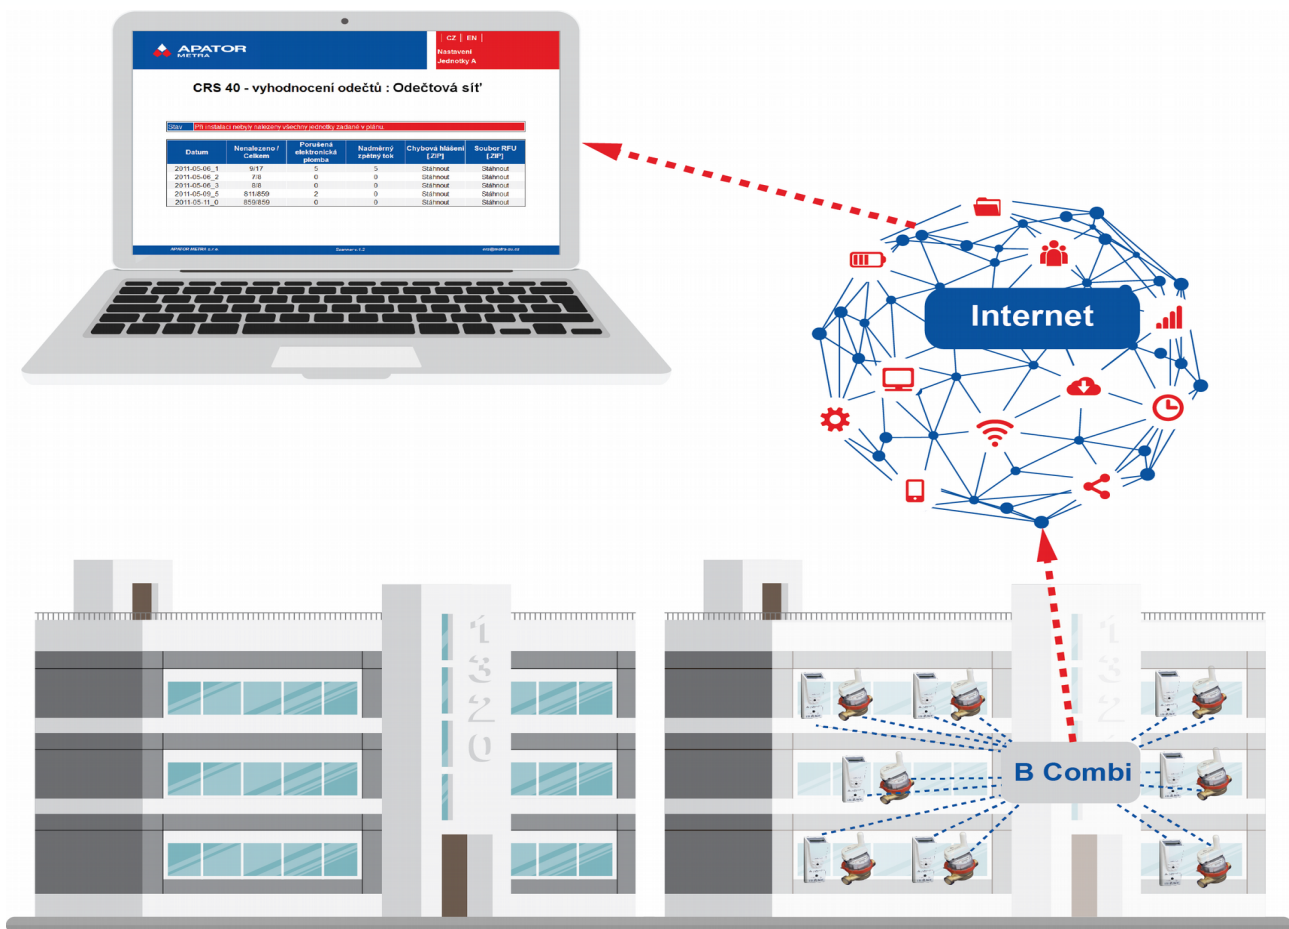 CZ | EN |
APATOR
METRA
Nastavení
Jednotky A
CRS 40 - vyhodnocení odečtů : Odečtová síť
Stav Při instalaci nebyly nalezeny všechny jednotky zadané v plánu.
Datum Nenalezeno / Celkem Porušená elektronická plomba Nadměrný zpětný tok Chybová hlášení [.ZIP] Soubor RFU [.ZIP]
2011-05-06_1 9/17 5 5 Stáhnout Stáhnout
2011-05-06_2 7/8 0 0 Stáhnout Stáhnout
2011-05-06_3 8/8 0 0 Stáhnout Stáhnout
2011-05-09_5 811/859 2 0 Stáhnout Stáhnout
2011-05-11_0 859/859 0 0 Stáhnout Stáhnout
APATOR METRA s.r.o.
Internet
1320
132
B Combi